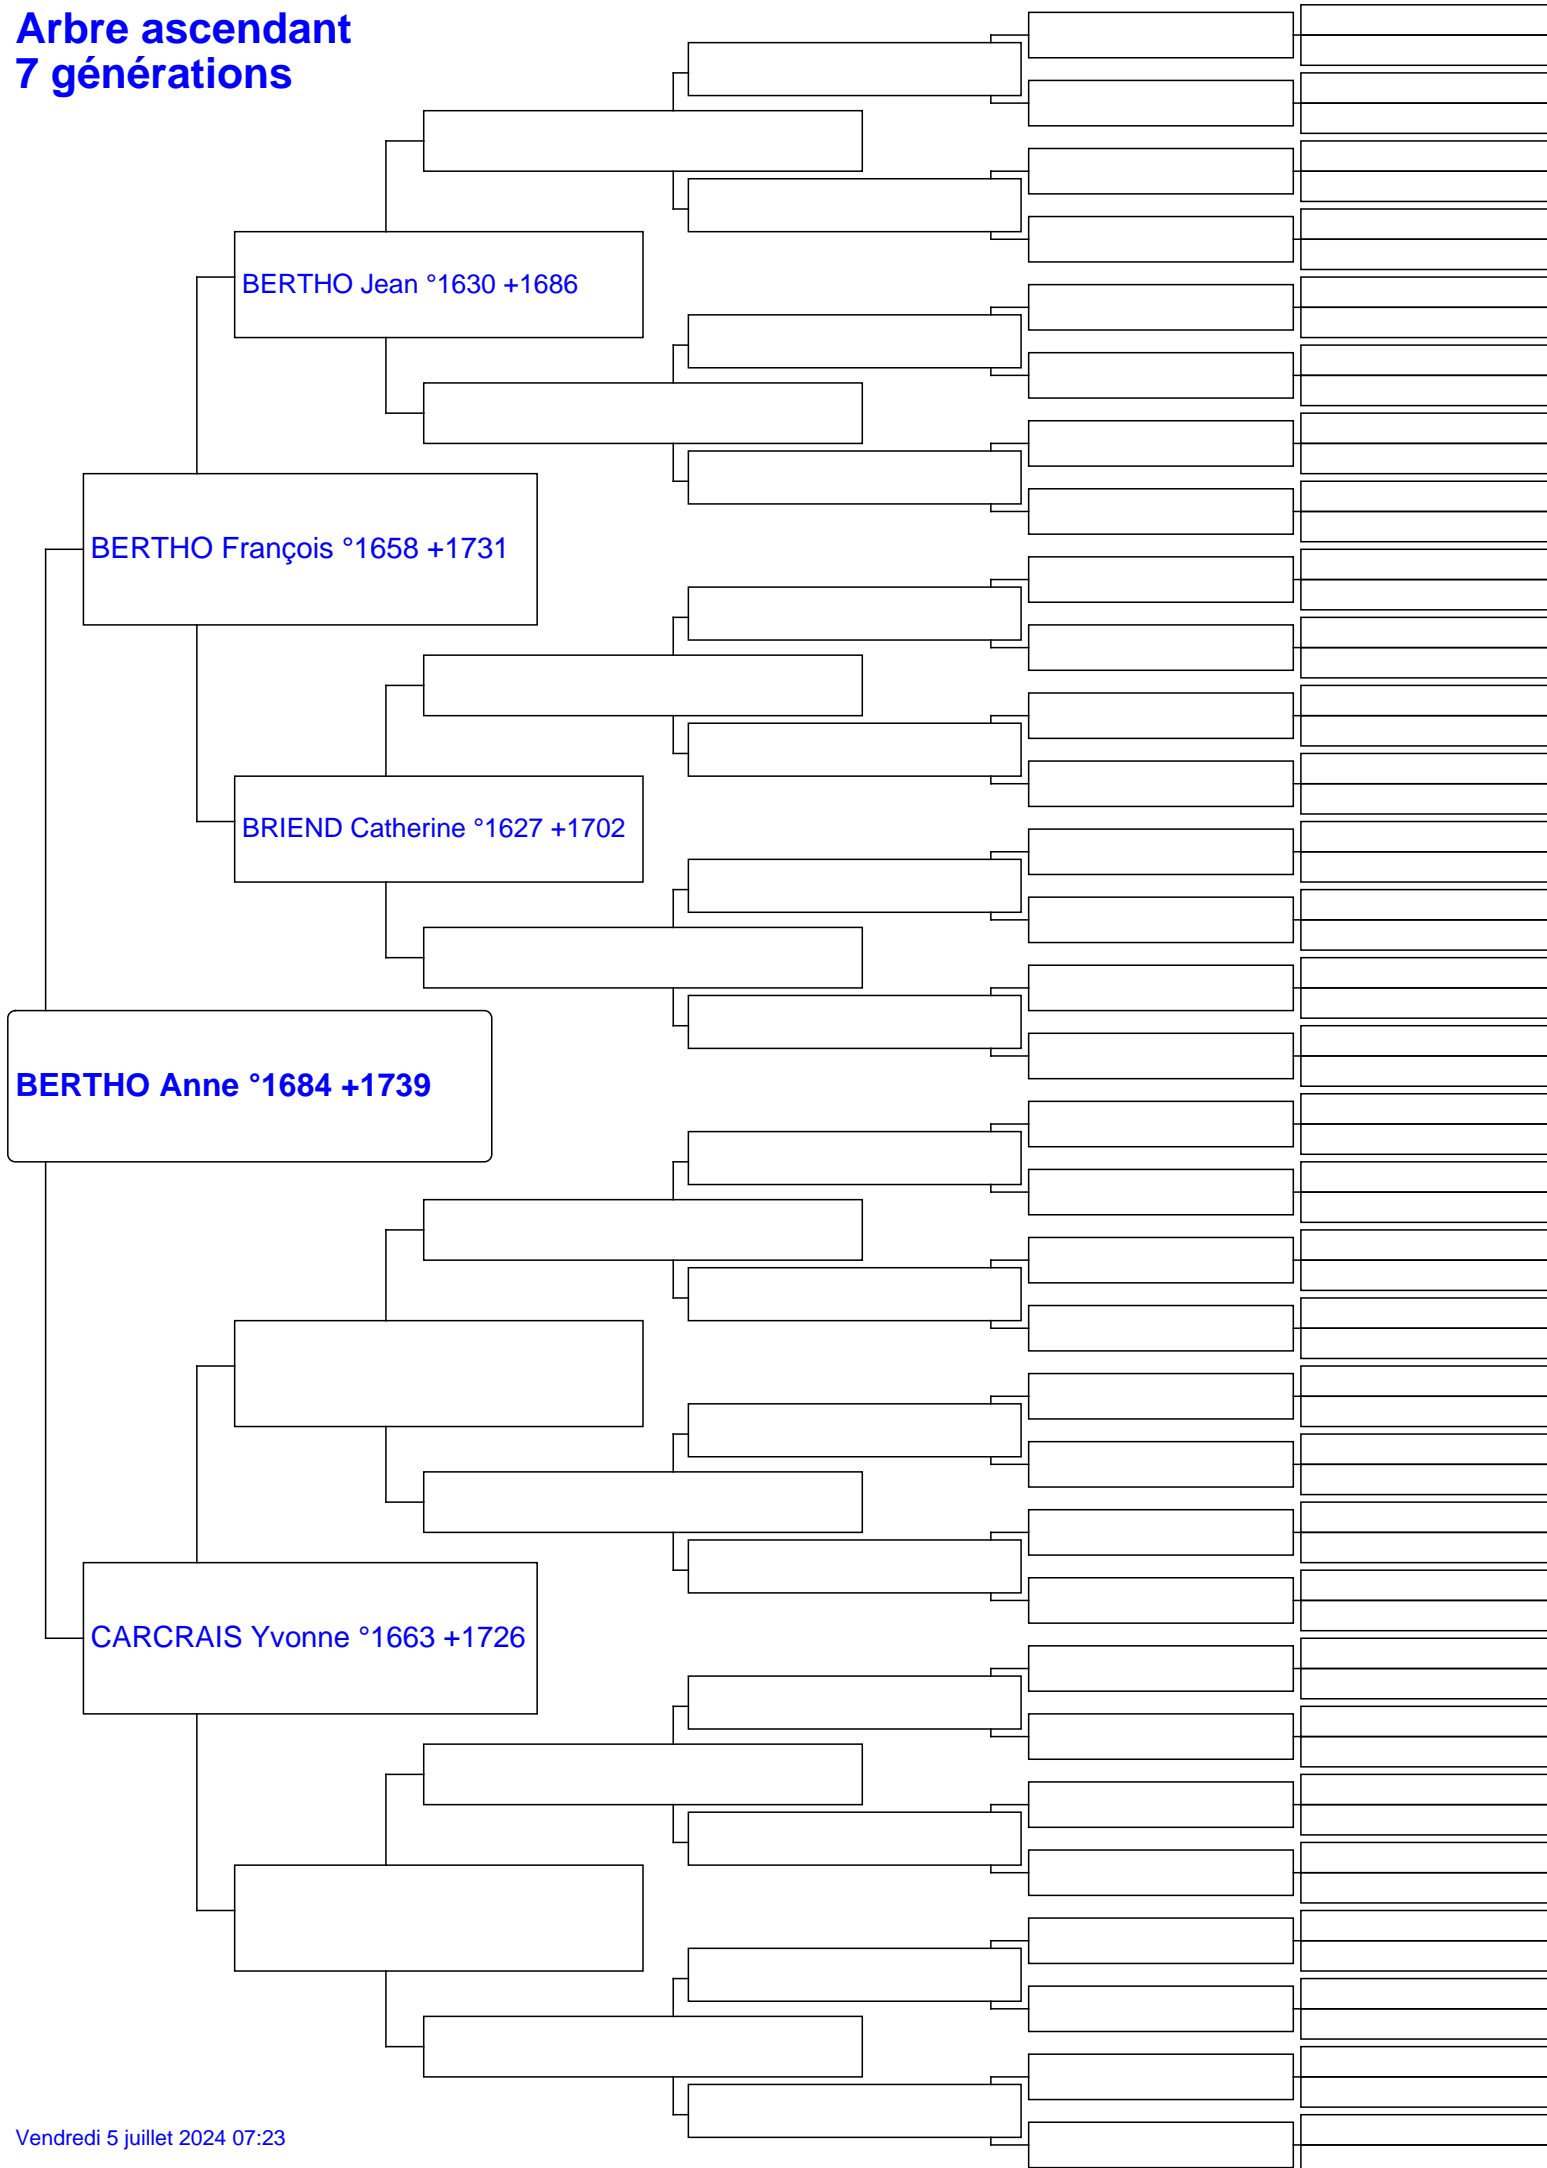 Arbre ascendant
7 générations
BERTHO Jean °1630 +1686
BERTHO François °1658 +1731
BRIEND Catherine °1627 +1702
BERTHO Anne °1684 +1739
CARCRAIS Yvonne °1663 +1726
Vendredi 5 juillet 2024 07:23